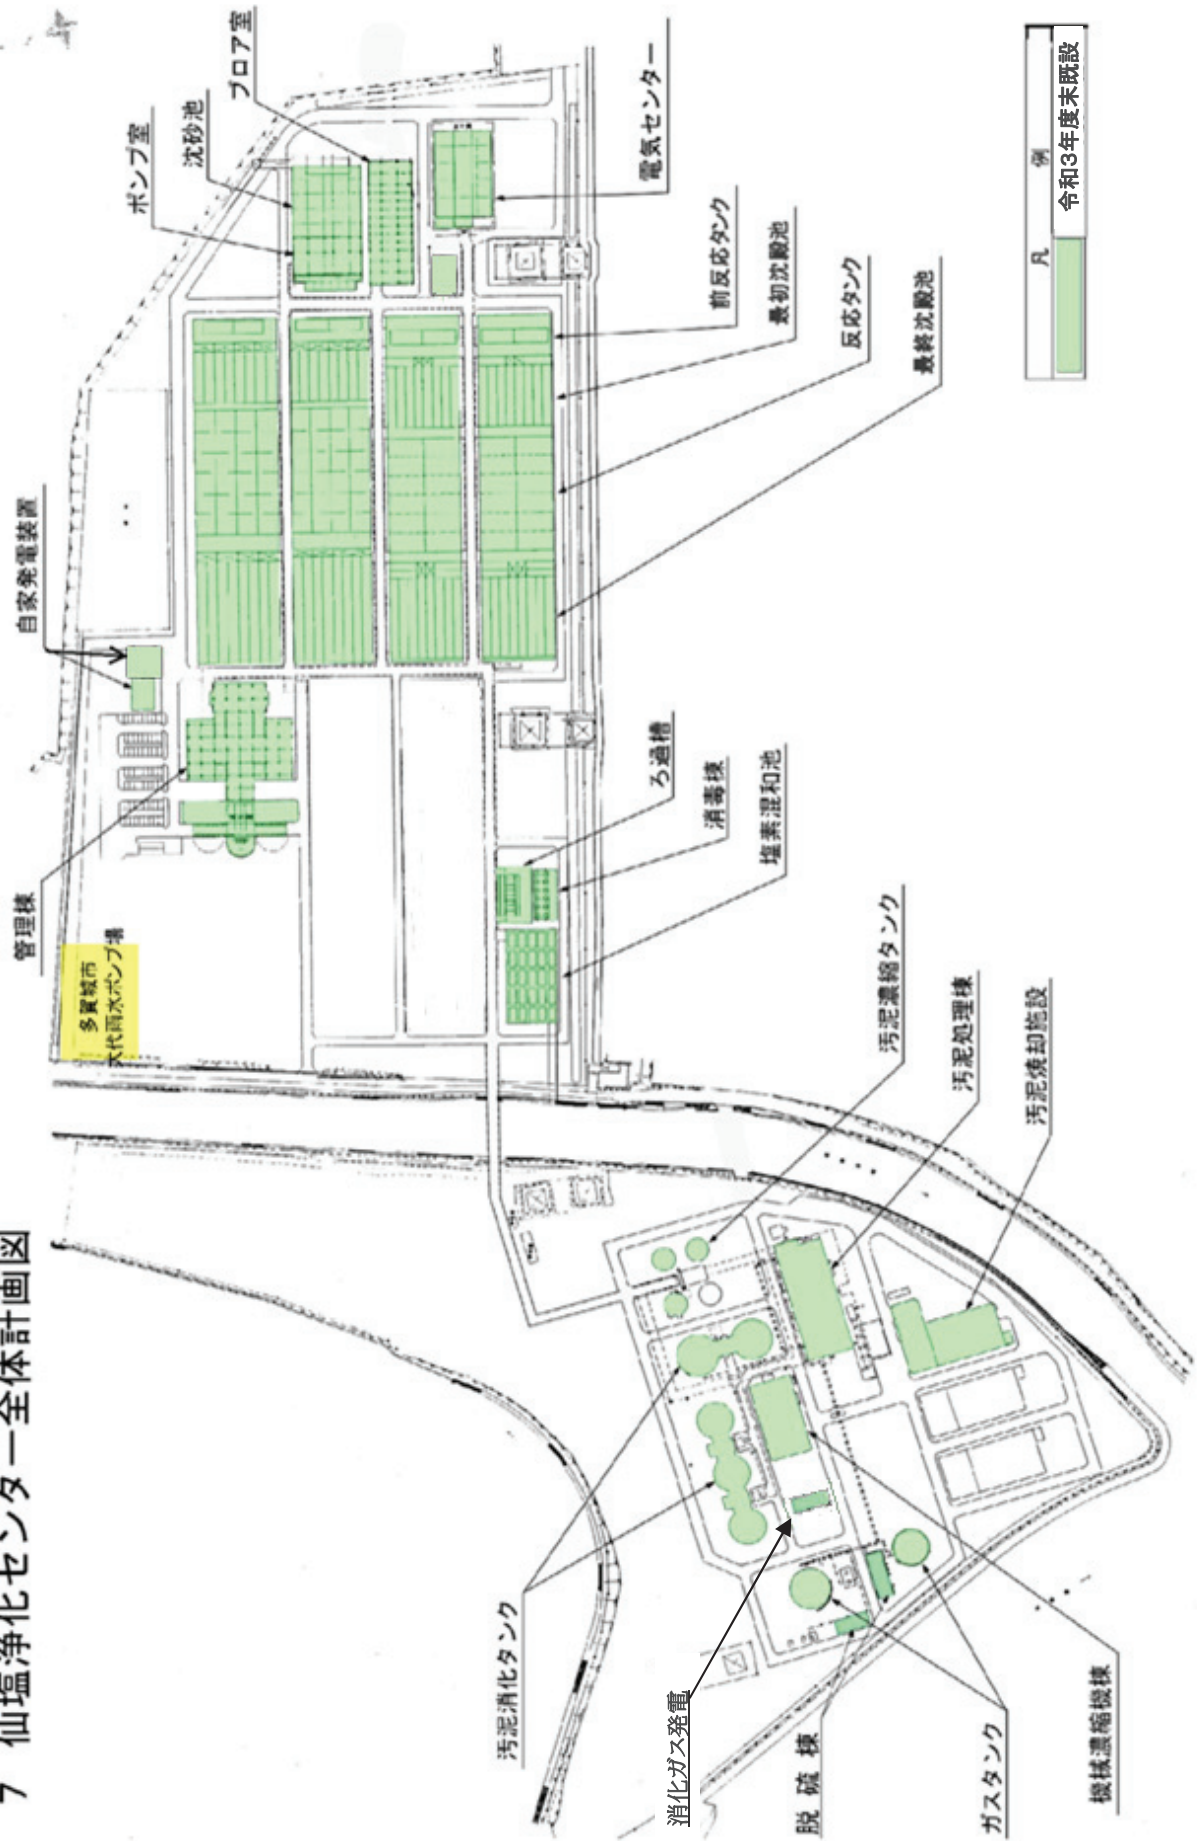 7 仙塩浄化センター全体計画図
管理棟
自家発電装置
ポンプ室
沈砂池
ブロア室
多賀城市
大代雨水ポンプ場
電気センター
前反応タンク
最初沈殿池
反応タンク
最終沈殿池
ろ過槽
消毒棟
塩素混和池
汚泥濃縮タンク
汚泥処理棟
汚泥焼却施設
汚泥消化タンク
消化ガス発電
脱硫棟
ガスタンク
機械濃縮機棟
凡例
令和3年度末既設